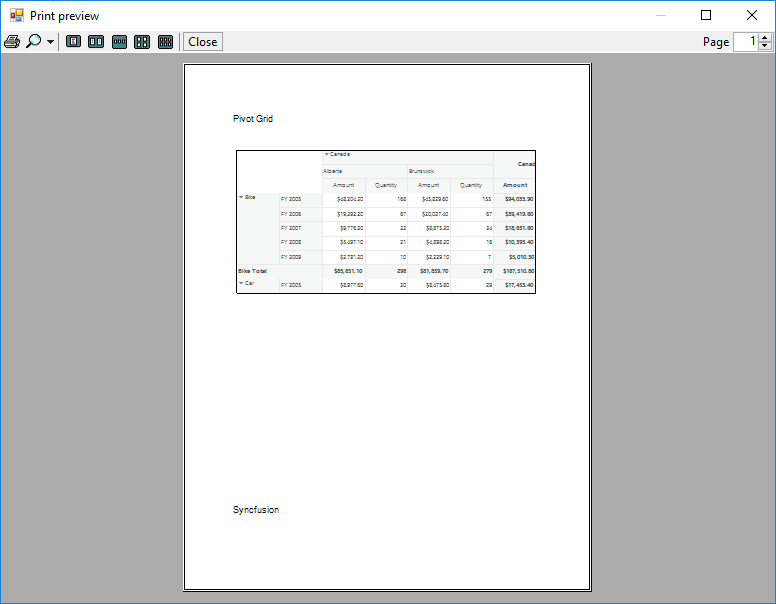 Print preview
Close
Page 1
Pivot Grid
Canada
Canad
Alberta Brunswick
Amount Quantity Amount Quantity Amount
Bike FY 2005 $48,204.20 168 $45,829.60 155 $94,033.90
FY 2006 $19,392.20 67 $20,027.40 67 $39,419.60
FY 2007 $9,776.20 32 $8,875.20 34 $18,651.60
FY 2008 $5,497.10 21 $4,898.20 16 $10,395.40
FY 2009 $2,781.20 10 $2,229.10 7 $5,010.30
Bike Total $85,651.10 298 $81,859.70 279 $167,510.80
Car FY 2005 $8,977.60 30 $8,475.80 29 $17,453.40
Syncfusion